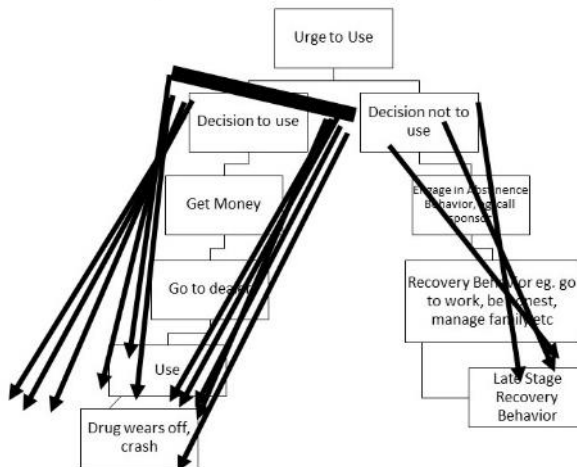 Urge to Use
Decision to use
Decision not to
use
Get Money
Engage in Abstinence
Behavior, eg. call
sponsor
Go to dealer
Recovery Behavior eg. go
to work, be honest,
manage family etc
Use
Late Stage
Recovery
Behavior
Drug wears off,
crash